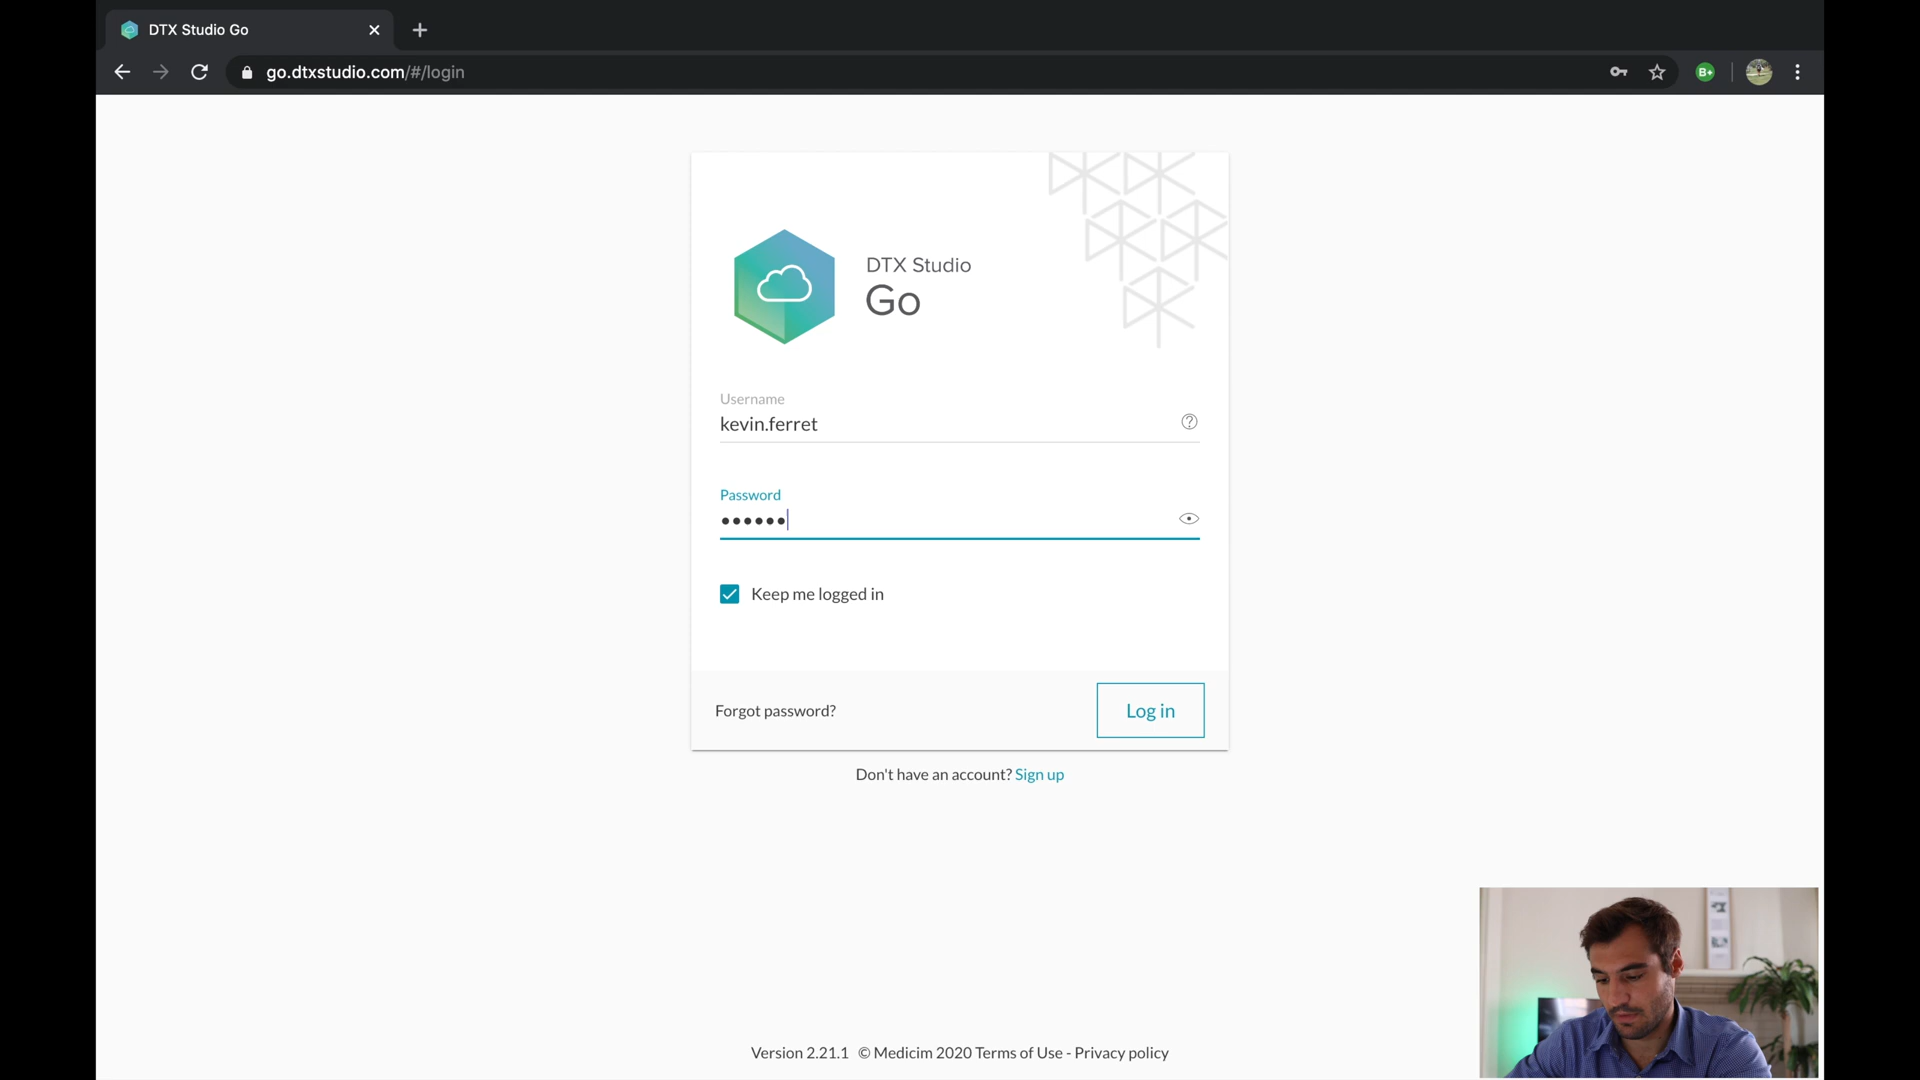 DTX Studio Go
go.dtxstudio.com/#/login
B+
DTX Studio
Go
Username
kevin.ferret
Password
••••••
Keep me logged in
Forgot password?
Log in
Don't have an account? Sign up
Version 2.21.1 © Medicim 2020 Terms of Use - Privacy policy